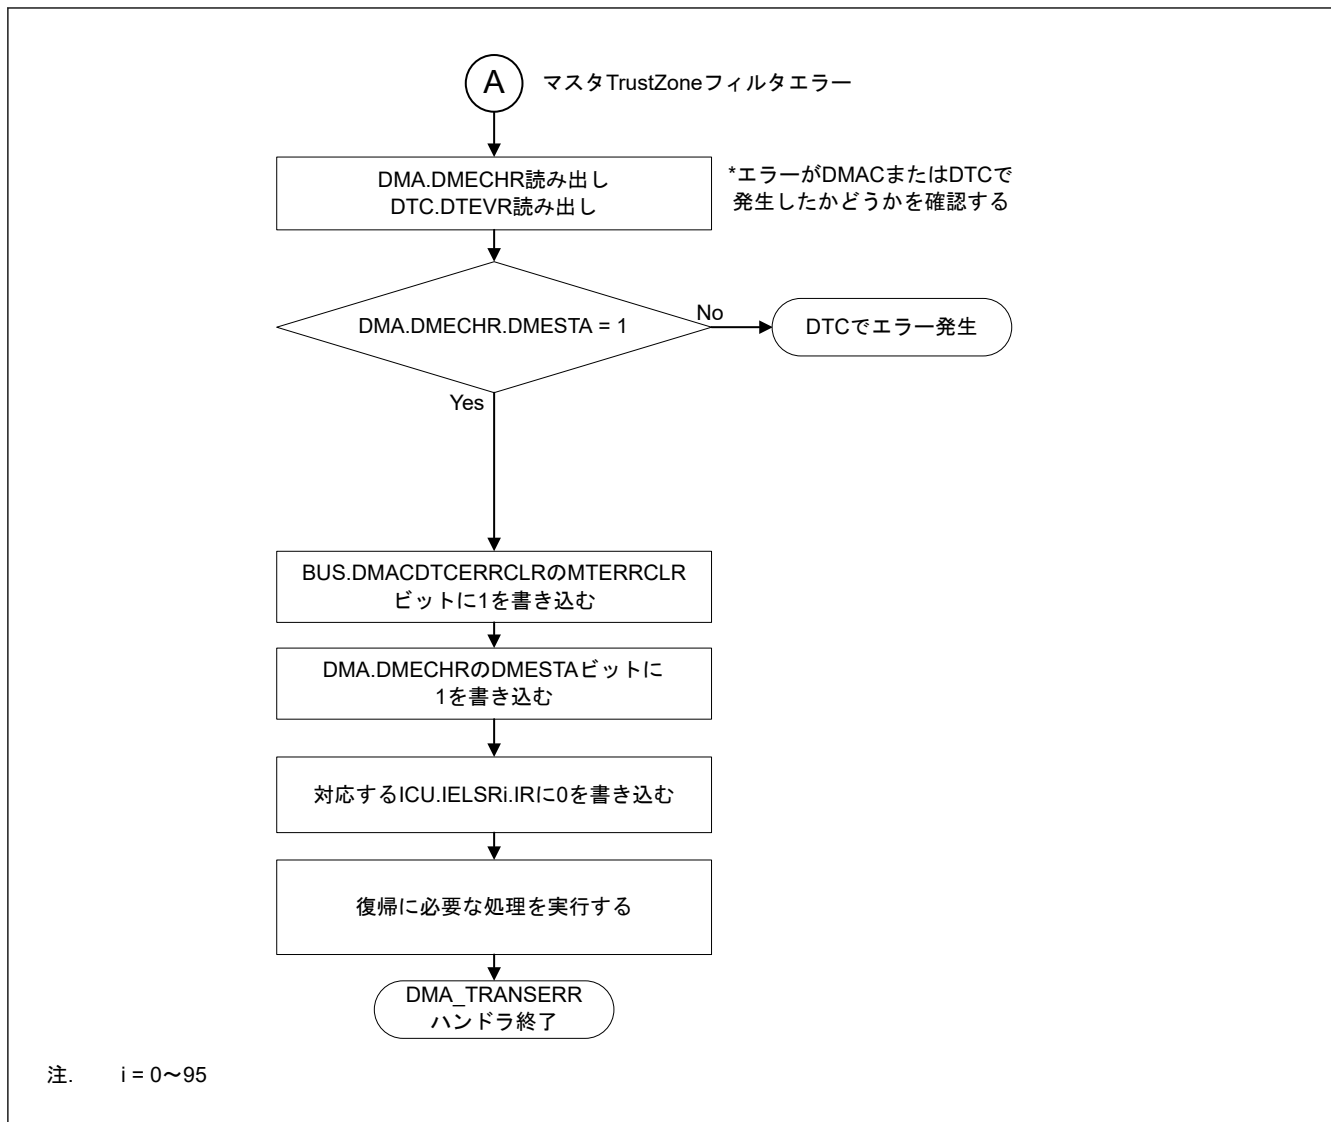 A
マスタTrustZoneフィルタエラー
DMA.DMECHR読み出し
DTC.DTEVR読み出し
*エラーがDMACまたはDTCで
発生したかどうかを確認する
DMA.DMECHR.DMESTA = 1
No
DTCでエラー発生
Yes
BUS.DMACDTCERRCLRのMTERRCLR
ビットに1を書き込む
DMA.DMECHRのDMESTAビットに
1を書き込む
対応するICU.IELSRi.IRに0を書き込む
復帰に必要な処理を実行する
DMA_TRANSERR
ハンドラ終了
注. i = 0～95